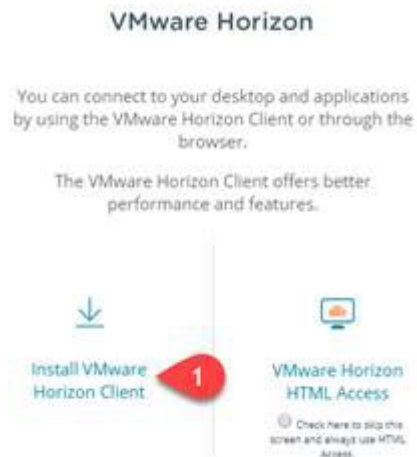 VMware Horizon
You can connect to your desktop and applications
by using the VMware Horizon Client or through the
browser.
The VMware Horizon Client offers better
performance and features.
Install VMware
Horizon Client
1
VMware Horizon
HTML Access
Check here to skip this
screen and always use HTML
Access.